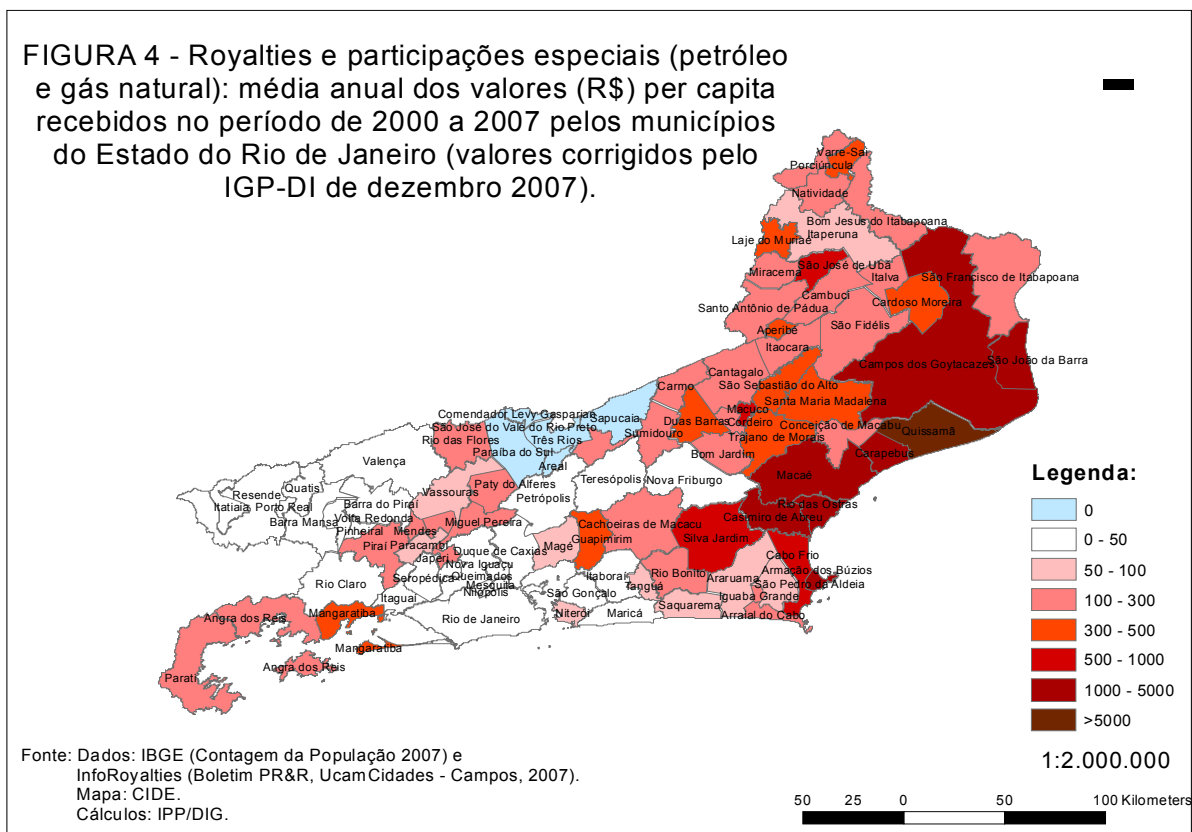 FIGURA 4 - Royalties e participações especiais (petróleo
e gás natural): média anual dos valores (R$) per capita
recebidos no período de 2000 a 2007 pelos municípios
do Estado do Rio de Janeiro (valores corrigidos pelo
IGP-DI de dezembro 2007).
Varre-Sai
Porciúncula
Natividade
Bom Jesus do Itabapoana
Itaperuna
Laje do Muriaé
São José de Ubá
Miracema
Italva
São Francisco de Itabapoana
Cambuci
Cardoso Moreira
Santo Antônio de Pádua
São Fidélis
Aperibé
Itaocara
Campos dos Goytacazes
São João da Barra
Cantagalo
Carmo
São Sebastião do Alto
Santa Maria Madalena
Macuco
Cordeiro
Duas Barras
Conceição de Macabu
Quissamã
Trajano de Morais
Comendador Levy Gasparian
Sapucaia
São José do Vale do Rio Preto
Rio das Flores
Três Rios
Sumidouro
Paraíba do Sul
Bom Jardim
Carapebus
Valença
Areal
Teresópolis
Nova Friburgo
Macaé
Vassouras
Paty do Alferes
Petrópolis
Resende
Quatis
Itatiaia
Porto Real
Barra do Piraí
Barra Mansa
Volta Redonda
Rio das Ostras
Casimiro de Abreu
Pinheiral
Mendes
Miguel Pereira
Cachoeiras de Macacu
Guapimirim
Silva Jardim
Piraí
Paracambi
Magé
Duque de Caxias
Japeri
Nova Iguaçu
Cabo Frio
Armação dos Búzios
Rio Claro
Seropédica
Queimados
Mesquita
Nilópolis
Itaboraí
Tanguá
Rio Bonito
Araruama
São Pedro da Aldeia
Itaguaí
São Gonçalo
Iguaba Grande
Saquarema
Arraial do Cabo
Niterói
Maricá
Rio de Janeiro
Angra dos Reis
Mangaratiba
Mangaratiba
Angra dos Reis
Parati
Legenda:
0
0 - 50
50 - 100
100 - 300
300 - 500
500 - 1000
1000 - 5000
>5000
1:2.000.000
Fonte: Dados: IBGE (Contagem da População 2007) e
InfoRoyalties (Boletim PR&R, UcamCidades - Campos, 2007).
Mapa: CIDE.
Cálculos: IPP/DIG.
50 25 0 50 100 Kilometers